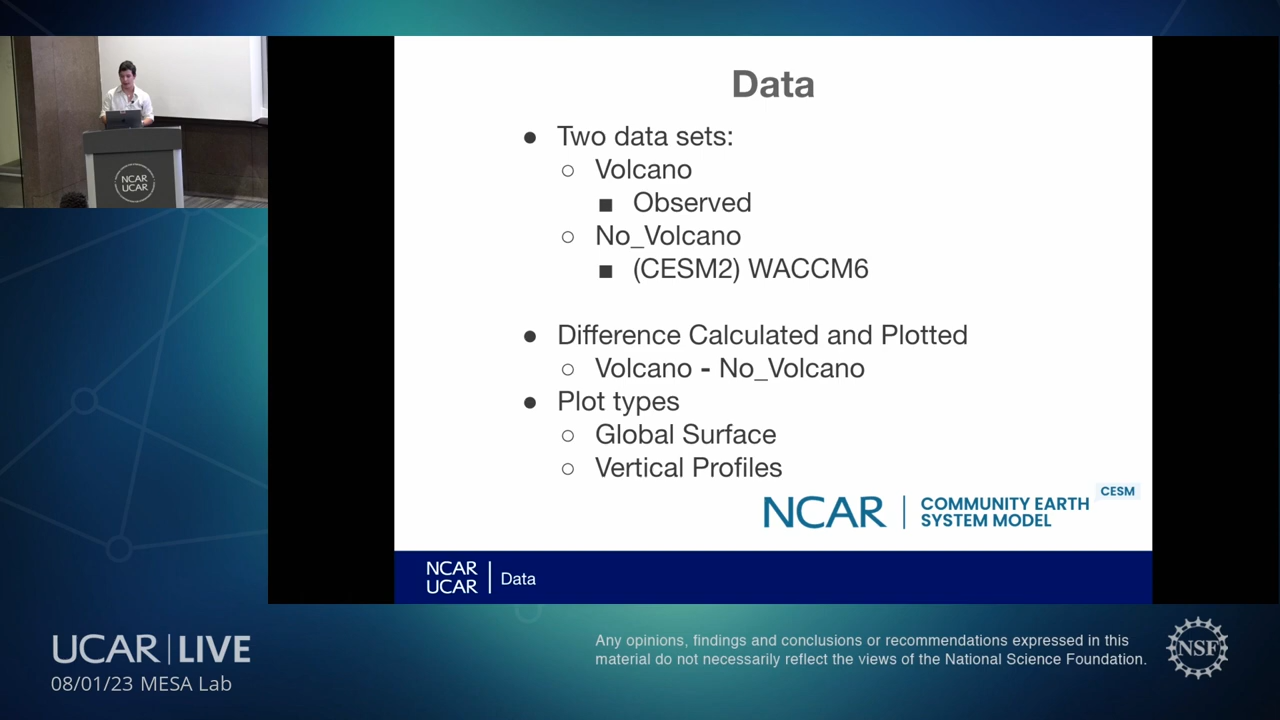 Data
● Two data sets:
○ Volcano
■ Observed
○ No_Volcano
■ (CESM2) WACCM6
● Difference Calculated and Plotted
○ Volcano - No_Volcano
● Plot types
○ Global Surface
○ Vertical Profiles
CESM
NCAR | COMMUNITY EARTH
SYSTEM MODEL
NCAR
UCAR | Data
NCAR
UCAR
UCAR | LIVE
08/01/23 MESA Lab
Any opinions, findings and conclusions or recommendations expressed in this
material do not necessarily reflect the views of the National Science Foundation.
NSF